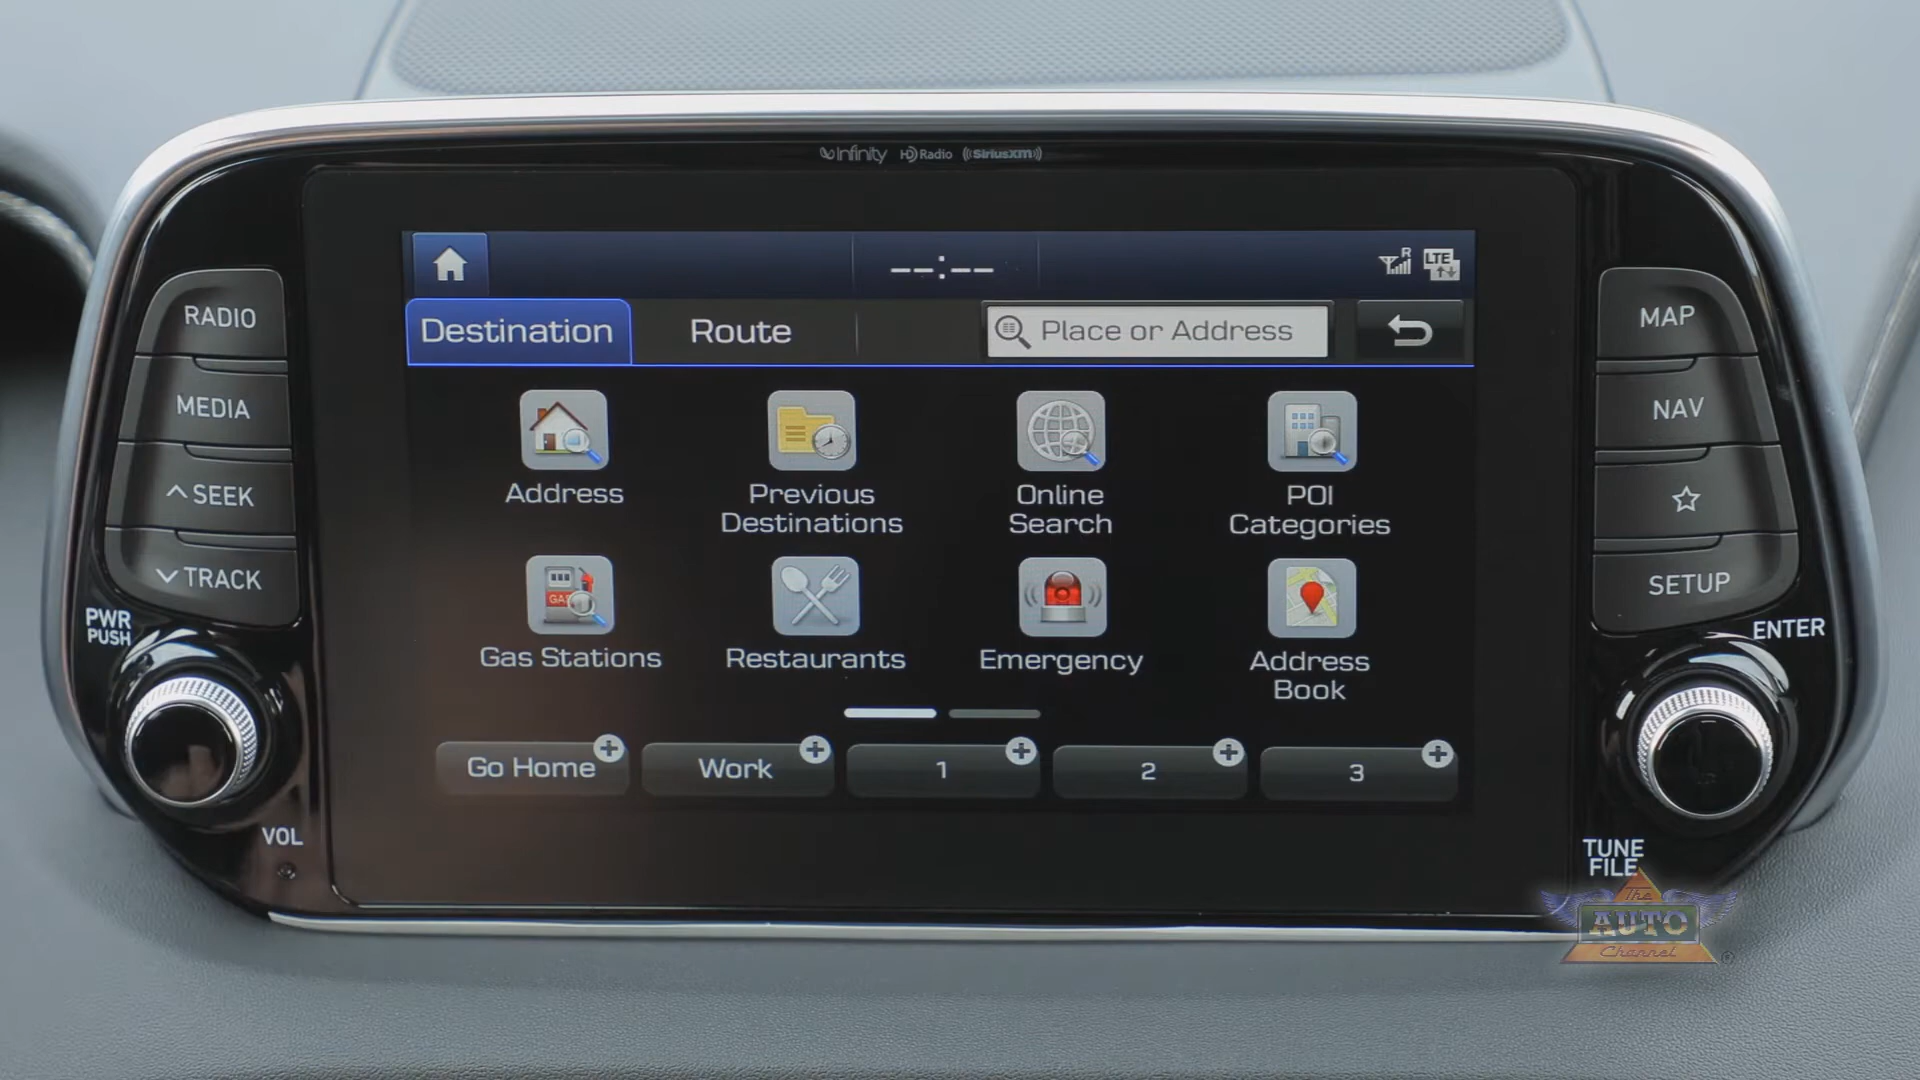 Infinity HD Radio ((SiriusXM))
--:--
R
LTE
Destination
Route
Place or Address
Address
Previous
Destinations
Online
Search
POI
Categories
GAS
Gas Stations
Restaurants
Emergency
Address
Book
Go Home
Work
1
2
3
RADIO
MEDIA
SEEK
TRACK
PWR
PUSH
VOL
MAP
NAV
SETUP
ENTER
TUNE
FILE
The
AUTO
Channel